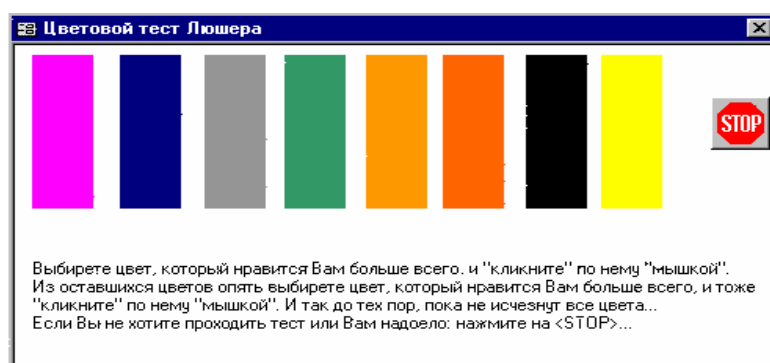 Цветовой тест Люшера
STOP
Выбирете цвет, который нравится Вам больше всего. и "кликните" по нему "мышкой".
Из оставшихся цветов опять выбирете цвет, который нравится Вам больше всего, и тоже
"кликните" по нему "мышкой". И так до тех пор, пока не исчезнут все цвета...
Если Вы не хотите проходить тест или Вам надоело: нажмите на <STOP>...